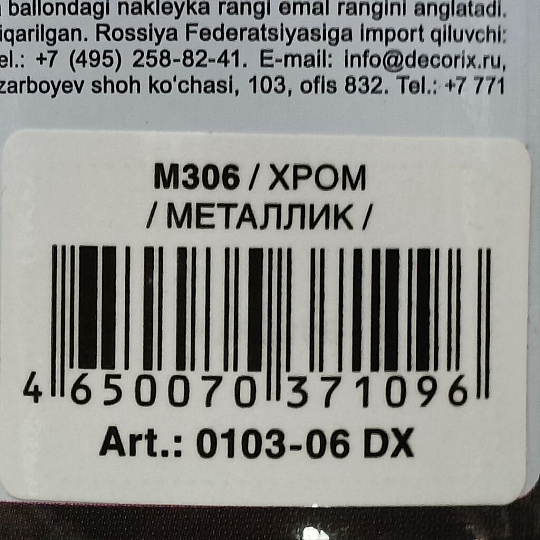 ballondagi nakleyka rangi emal rangini anglatadi.
iqarilgan. Rossiya Federatsiyasiga import qiluvchi:
el.: +7 (495) 258-82-41. E-mail: info@decorix.ru,
zarboyev shoh ko‘chasi, 103, ofis 832. Tel.: +7 771
M306 / ХРОМ
/ МЕТАЛЛИК /
4 650070 371096
Art.: 0103-06 DX